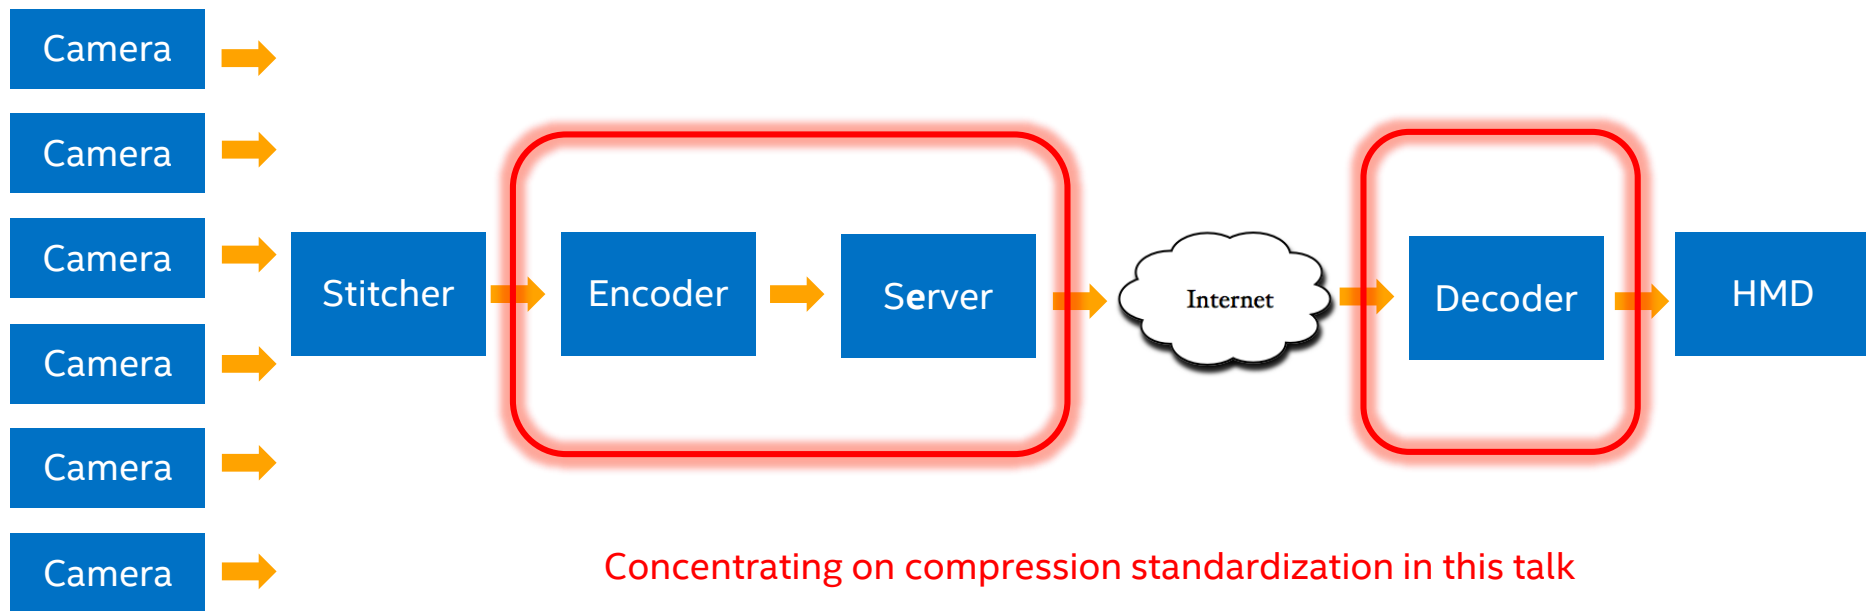 Camera
Camera
Camera
Camera
Camera
Camera
Stitcher
Encoder
Server
Internet
Decoder
HMD
Concentrating on compression standardization in this talk